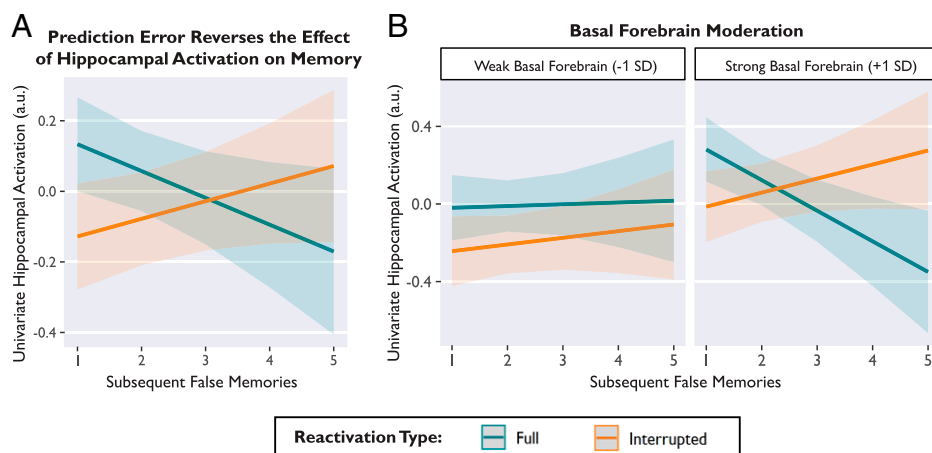 A
Prediction Error Reverses the Effect
of Hippocampal Activation on Memory
Univariate Hippocampal Activation (a.u.)
0.2
0.0
-0.2
-0.4
1 2 3 4 5
Subsequent False Memories
B
Basal Forebrain Moderation
Weak Basal Forebrain (-1 SD)
Strong Basal Forebrain (+1 SD)
Univariate Hippocampal Activation (a.u.)
0.4
0.0
-0.4
1 2 3 4 5
1 2 3 4 5
Subsequent False Memories
Reactivation Type: Full Interrupted